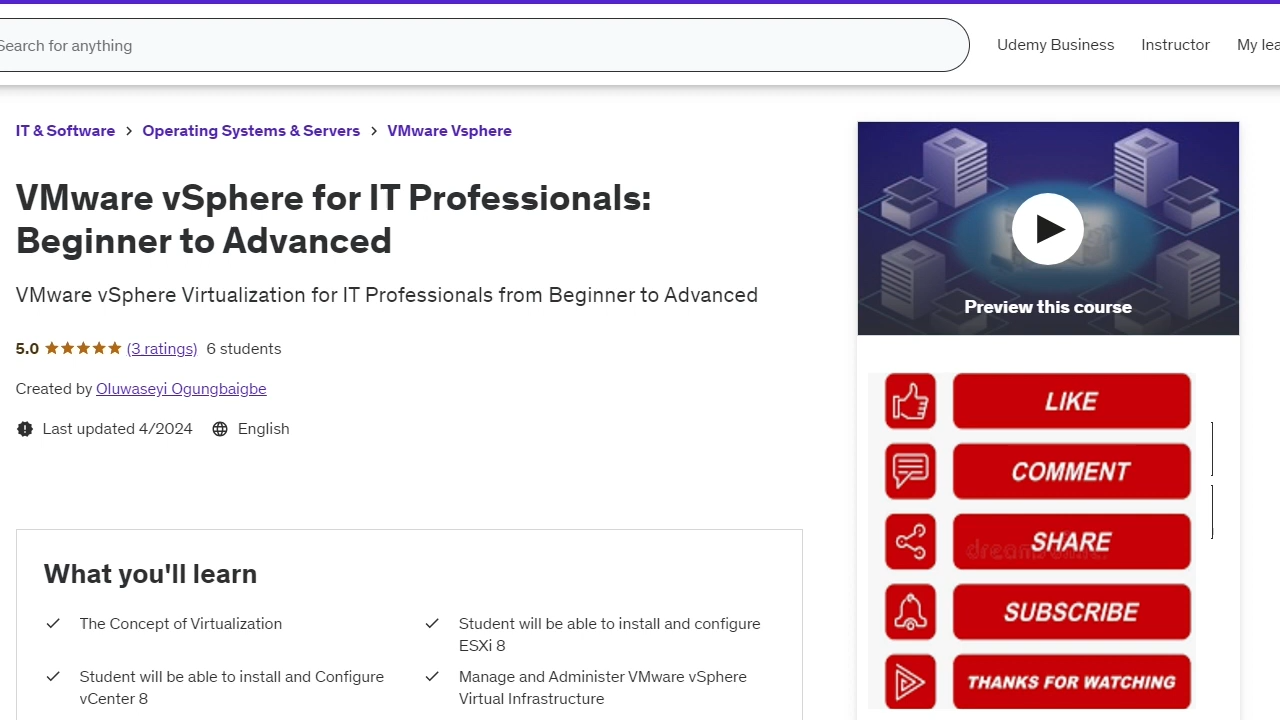 Search for anything
Udemy Business
Instructor
My lea
IT & Software
Operating Systems & Servers
VMware Vsphere
VMware vSphere for IT Professionals:
Beginner to Advanced
VMware vSphere Virtualization for IT Professionals from Beginner to Advanced
5.0 (3 ratings) 6 students
Created by Oluwaseyi Ogungbaigbe
Last updated 4/2024 English
What you'll learn
The Concept of Virtualization
Student will be able to install and configure
ESXi 8
Student will be able to install and Configure
vCenter 8
Manage and Administer VMware vSphere
Virtual Infrastructure
Preview this course
LIKE
COMMENT
SHARE
SUBSCRIBE
THANKS FOR WATCHING